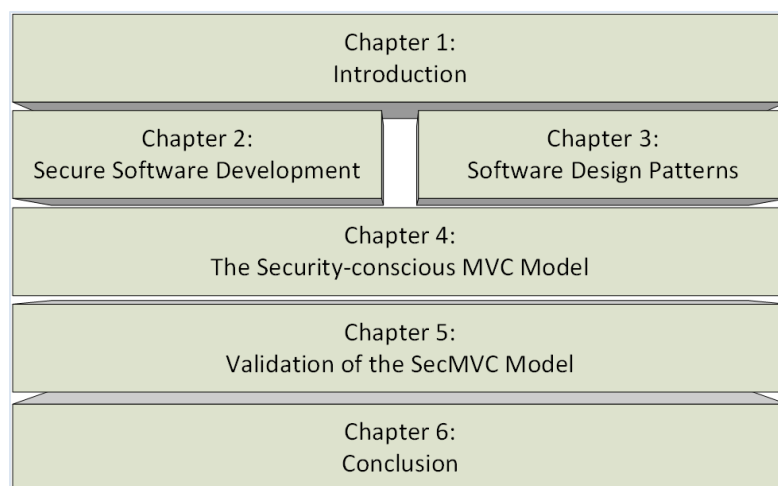 Chapter 1:
Introduction
Chapter 2:
Secure Software Development
Chapter 3:
Software Design Patterns
Chapter 4:
The Security-conscious MVC Model
Chapter 5:
Validation of the SecMVC Model
Chapter 6:
Conclusion